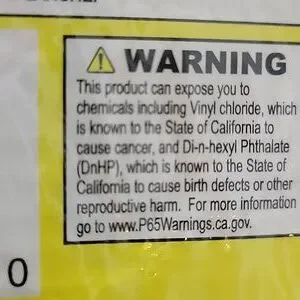 WARNING
This product can expose you to
chemicals including Vinyl chloride, which
is known to the State of California to
cause cancer, and Di-n-hexyl Phthalate
(DnHP), which is known to the State of
California to cause birth defects or other
reproductive harm. For more information
go to www.P65Warnings.ca.gov.
0